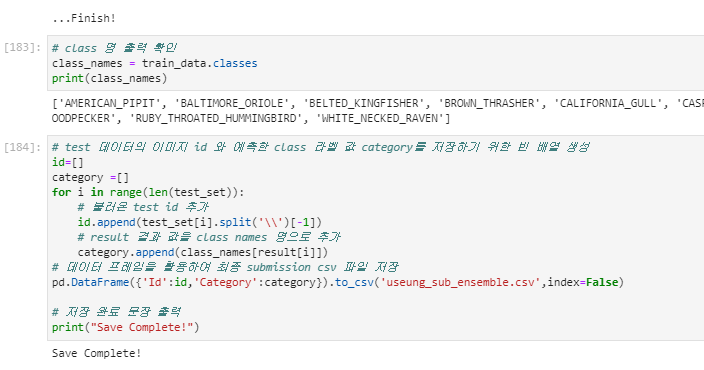 ...Finish!
[183]: # class 명 출력 확인
class_names = train_data.classes
print(class_names)
['AMERICAN_PIPIT', 'BALTIMORE_ORIOLE', 'BELTED_KINGFISHER', 'BROWN_THRASHER', 'CALIFORNIA_GULL', 'CASP
OODPECKER', 'RUBY_THROATED_HUMMINGBIRD', 'WHITE_NECKED_RAVEN']
[184]: # test 데이터의 이미지 id 와 예측한 class 라벨 값 category를 저장하기 위한 빈 배열 생성
id=[]
category =[]
for i in range(len(test_set)):
    # 불러온 test id 추가
    id.append(test_set[i].split('\\')[-1])
    # result 결과 값을 class names 명으로 추가
    category.append(class_names[result[i]])
# 데이터 프레임을 활용하여 최종 submission csv 파일 저장
pd.DataFrame({'Id':id,'Category':category}).to_csv('useung_sub_ensemble.csv',index=False)
# 저장 완료 문장 출력
print("Save Complete!")
Save Complete!